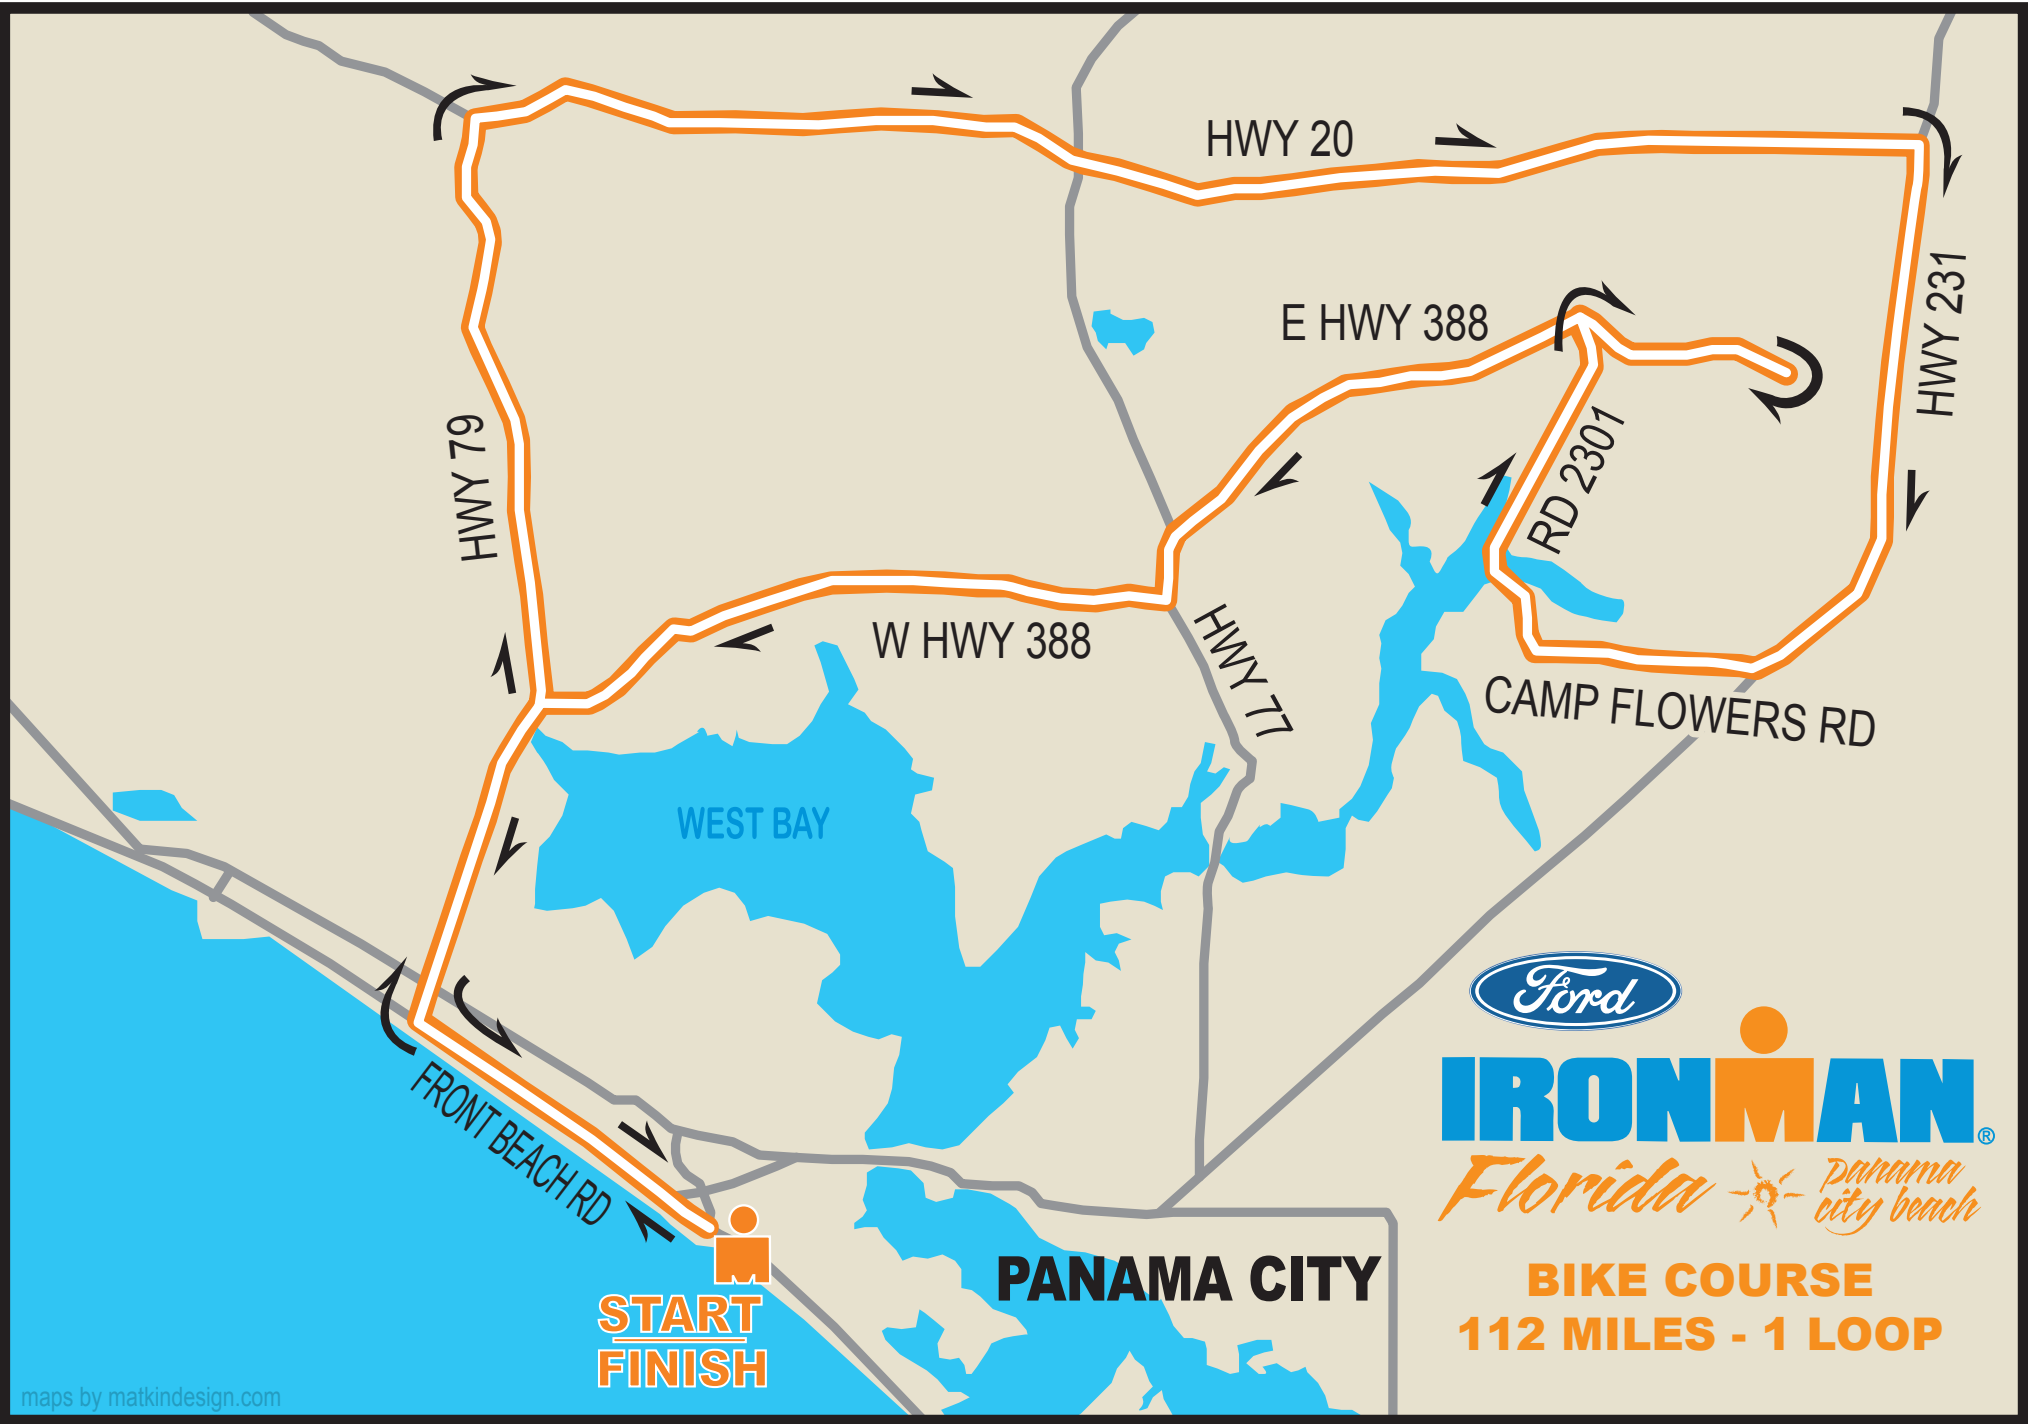 HWY 20
HWY 231
E HWY 388
HWY 79
RD 2301
W HWY 388
HWY 77
CAMP FLOWERS RD
WEST BAY
FRONT BEACH RD
START
FINISH
PANAMA CITY
Ford
IRONMAN®
Florida
panama
city beach
BIKE COURSE
112 MILES - 1 LOOP
maps by matkindesign.com